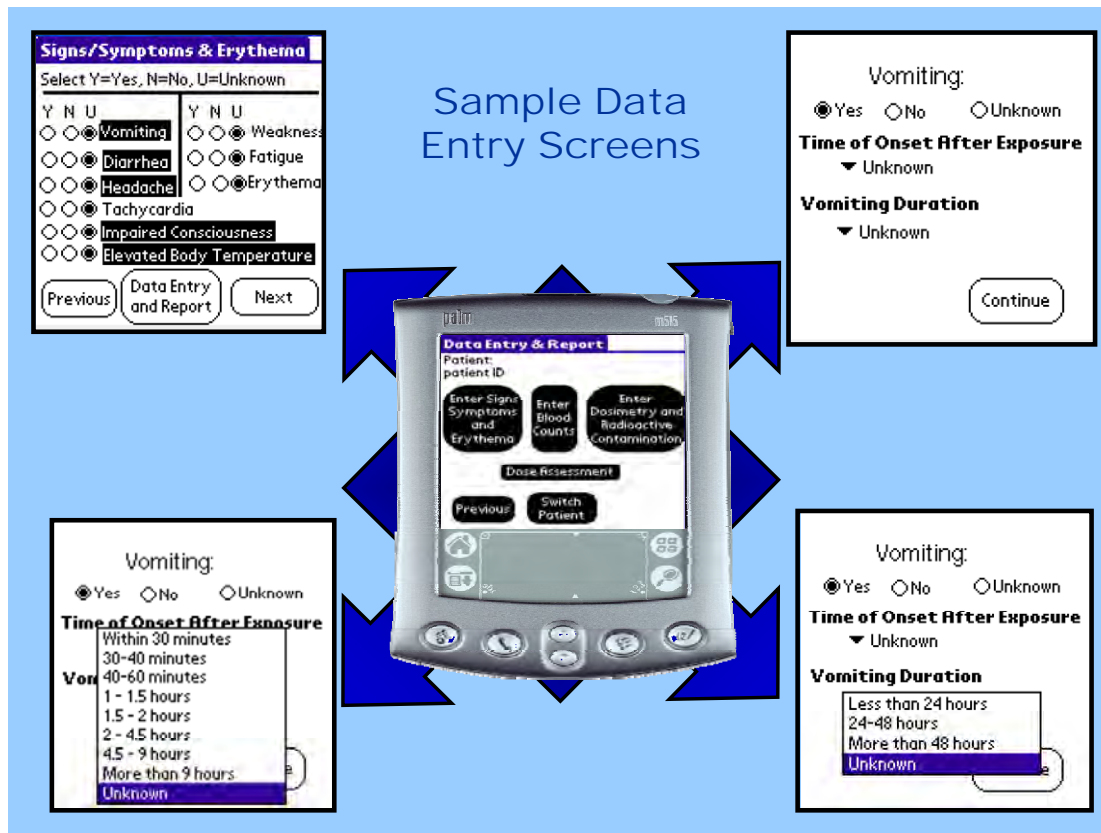 Sample Data
Entry Screens
Signs/Symptoms & Erythema
Select Y=Yes, N=No, U=Unknown
Y N U
Vomiting
Diarrhea
Headache
Tachycardia
Impaired Consciousness
Elevated Body Temperature
Y N U
Weakness
Fatigue
Erythema
Previous
Data Entry
and Report
Next
Vomiting:
Yes No Unknown
Time of Onset After Exposure
Unknown
Vomiting Duration
Unknown
Continue
palm m515
Data Entry & Report
Patient:
patient ID
Enter Signs
Symptoms
and
Erythema
Enter
Blood
Counts
Enter
Dosimetry and
Radioactive
Contamination
Dose Assessment
Previous
Switch
Patient
Vomiting:
Yes No Unknown
Time of Onset After Exposure
Within 30 minutes
30-40 minutes
Vom
40-60 minutes
1 - 1.5 hours
1.5 - 2 hours
2 - 4.5 hours
4.5 - 9 hours
More than 9 hours
Unknown
e
Vomiting:
Yes No Unknown
Time of Onset After Exposure
Unknown
Vomiting Duration
Less than 24 hours
24-48 hours
More than 48 hours
Unknown
e